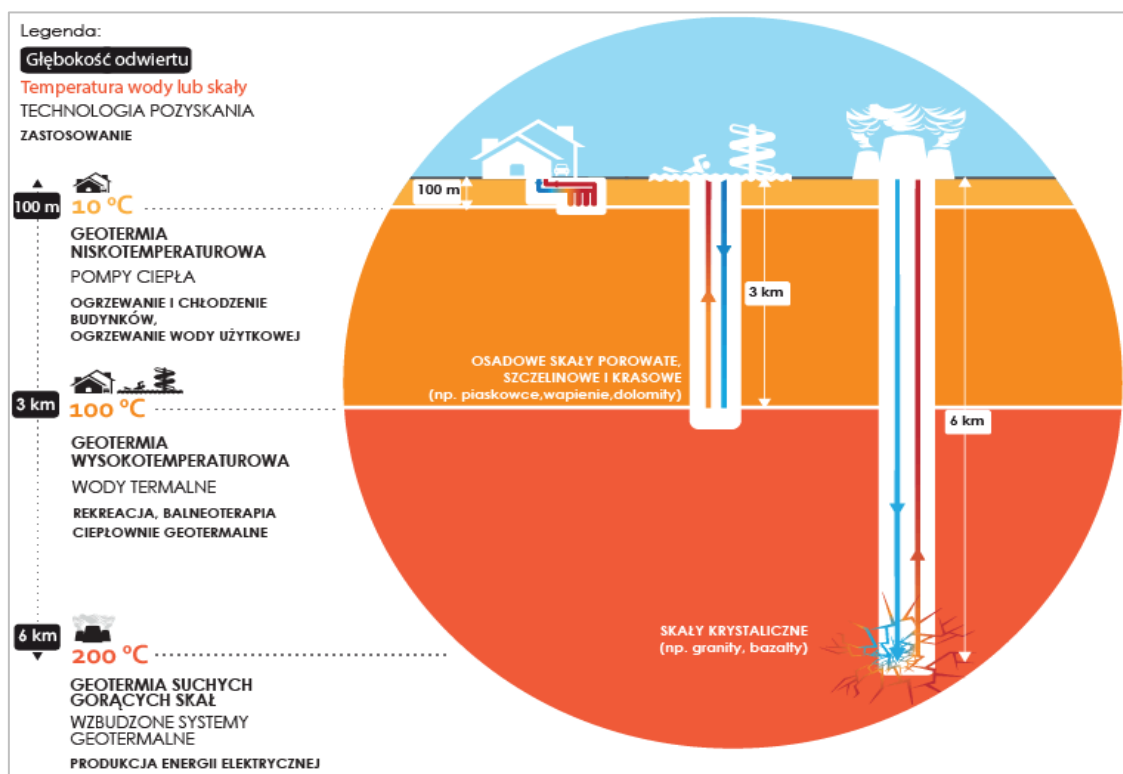 Legenda:
Głębokość odwiertu
Temperatura wody lub skały
TECHNOLOGIA POZYSKANIA
ZASTOSOWANIE
100 m
10 °C
GEOTERMIA
NISKOTEMPERATUROWA
POMPY CIEPŁA
OGRZEWANIE I CHŁODZENIE
BUDYNKÓW,
OGRZEWANIE WODY UŻYTKOWEJ
3 km
100 °C
GEOTERMIA
WYSOKOTEMPERATUROWA
WODY TERMALNE
REKREACJA, BALNEOTERAPIA
CIEPŁOWNIE GEOTERMALNE
6 km
200 °C
GEOTERMIA SUCHYCH
GORĄCYCH SKAŁ
WZBUDZONE SYSTEMY
GEOTERMALNE
PRODUKCJA ENERGII ELEKTRYCZNEJ
100 m
3 km
OSADOWE SKAŁY POROWATE,
SZCZELINOWE I KRASOWE
(np. piaskowce,wapienie,dolomity)
6 km
SKAŁY KRYSTALICZNE
(np. granity, bazalty)